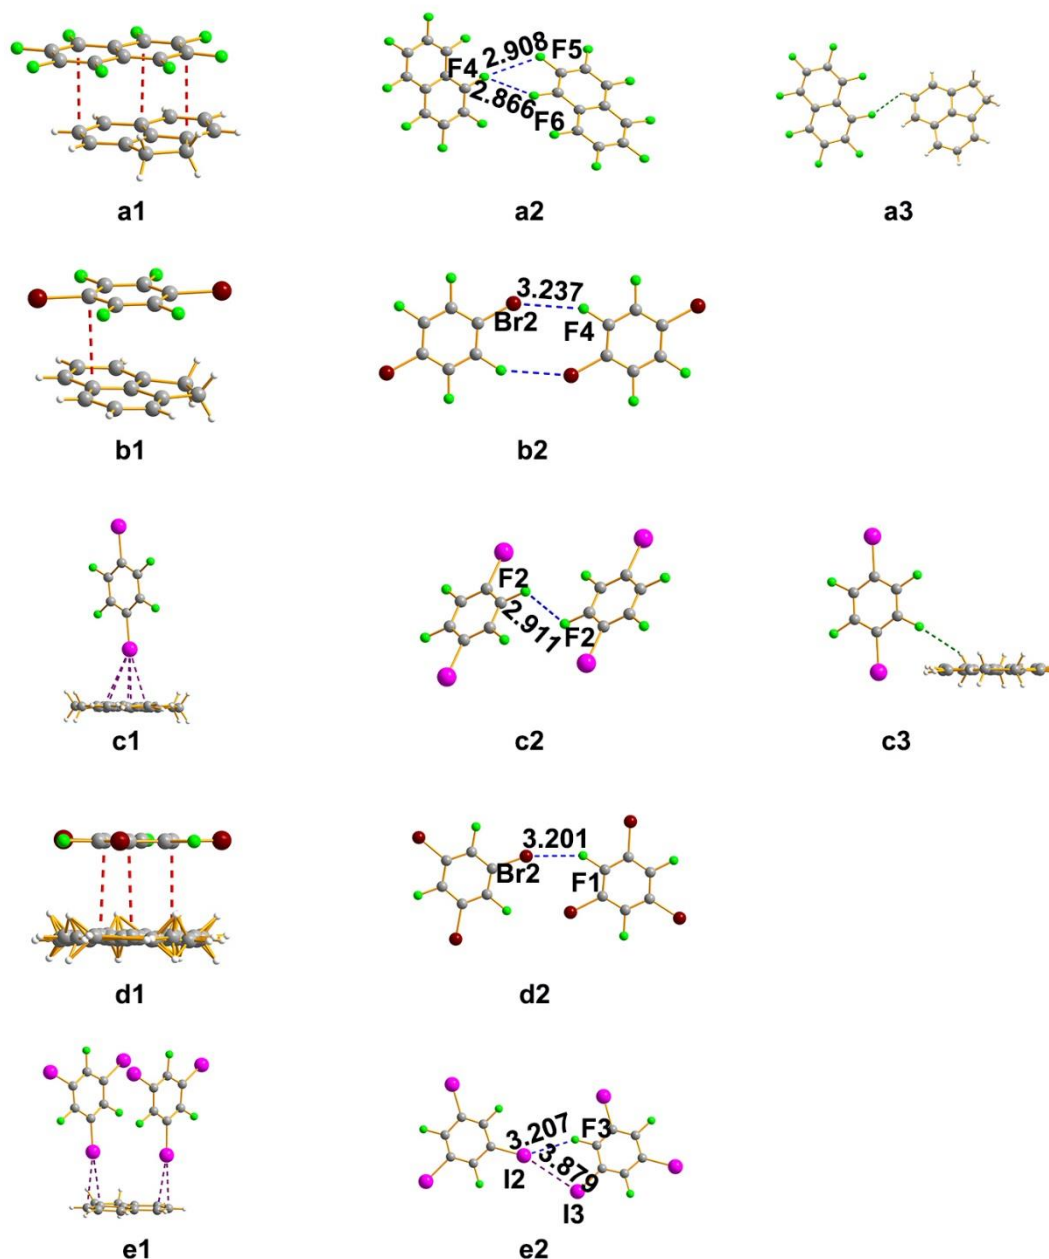 2.908
F5
F4
2.866
F6
a1
a2
a3
3.237
Br2
F4
b1
b2
F2
2.911
F2
c1
c2
c3
3.201
Br2
F1
d1
d2
3.207
F3
3.879
I2
I3
e1
e2